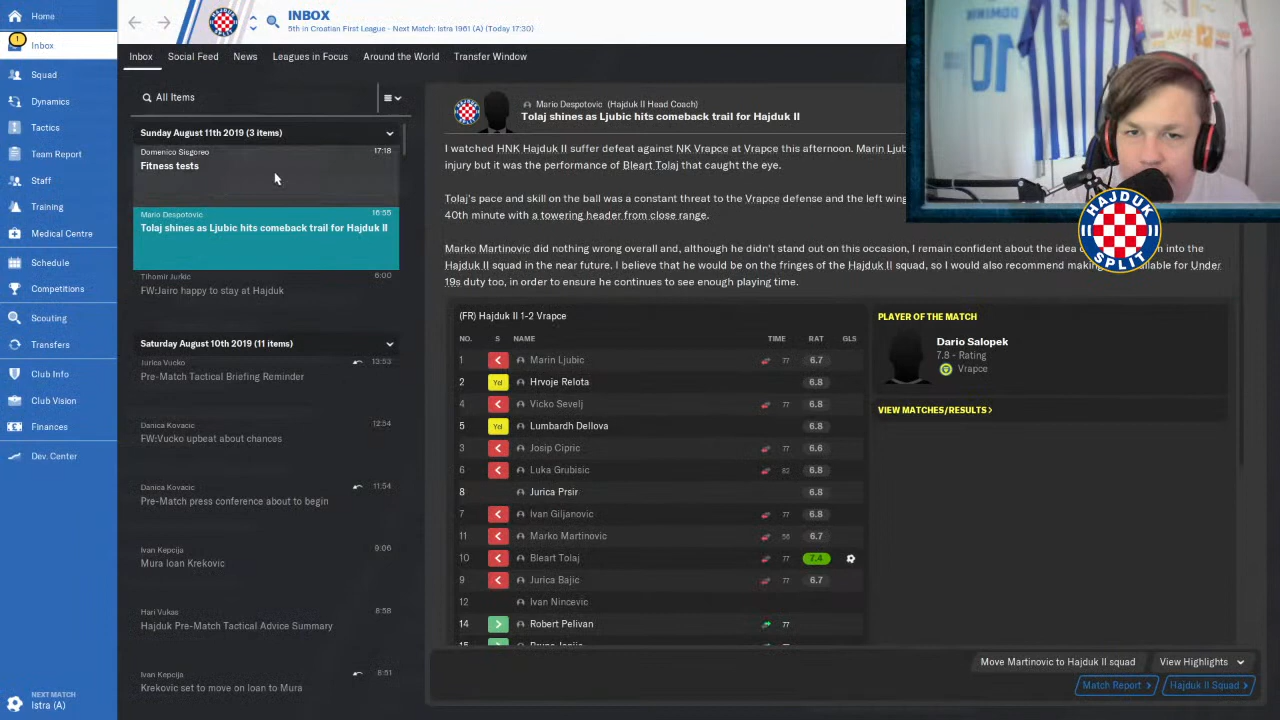 Home
INBOX
5th in Croatian First League - Next Match: Istra 1961 (A) (Today 17:30)
1
Inbox
Squad
Dynamics
Tactics
Team Report
Staff
Training
Medical Centre
Schedule
Competitions
Scouting
Transfers
Club Info
Club Vision
Finances
Dev. Center
NEXT MATCH
Istra (A)
Inbox
Social Feed
News
Leagues in Focus
Around the World
Transfer Window
All Items
Sunday August 11th 2019 (3 items)
Domenico Sisgoreo 17:18
Fitness tests
Mario Despotovic 16:55
Tolaj shines as Ljubic hits comeback trail for Hajduk II
Tihomir Jurkic 6:00
FW:Jairo happy to stay at Hajduk
Saturday August 10th 2019 (11 items)
Jurica Vucko 13:53
Pre-Match Tactical Briefing Reminder
Danica Kovacic 12:54
FW:Vucko upbeat about chances
Danica Kovacic 11:54
Pre-Match press conference about to begin
Ivan Kepcija 9:06
Mura loan Krekovic
Hari Vukas 8:58
Hajduk Pre-Match Tactical Advice Summary
Ivan Kepcija 8:51
Krekovic set to move on loan to Mura
Mario Despotovic (Hajduk II Head Coach)
Tolaj shines as Ljubic hits comeback trail for Hajduk II
I watched HNK Hajduk II suffer defeat against NK Vrapce at Vrapce this afternoon. Marin
injury but it was the performance of Bleart Tolaj that caught the eye.
Tolaj's pace and skill on the ball was a constant threat to the Vrapce defence and the left
40th minute with a towering header from close range.
Marko Martinovic did nothing wrong overall and, although he didn't stand out on this occasion, I remain confident about the idea into the
Hajduk II squad in the near future. I believe that he would be on the fringes of the Hajduk II squad, so I would also recommend for Under
19s duty too, in order to ensure he continues to see enough playing time.
(FR) Hajduk II 1-2 Vrapce
NO. S NAME TIME RAT GLS
1 Marin Ljubic 77 6.7
2 Yel Hrvoje Relota 6.8
4 Vicko Sevelj 77 6.8
5 Yel Lumbardh Dellova 6.8
3 Josip Cipric 77 6.6
6 Luka Grubisic 82 6.8
8 Jurica Prsir 6.8
7 Ivan Giljanovic 77 6.8
11 Marko Martinovic 56 6.7
10 Bleart Tolaj 77 7.4
9 Jurica Bajic 77 6.7
12 Ivan Nincevic
14 Robert Pelivan 77
PLAYER OF THE MATCH
Dario Salopek
7.8 - Rating
Vrapce
VIEW MATCHES/RESULTS>
Move Martinovic to Hajduk II squad
View Highlights
Match Report >
Hajduk II Squad >
HAJDUK
SPLIT
10